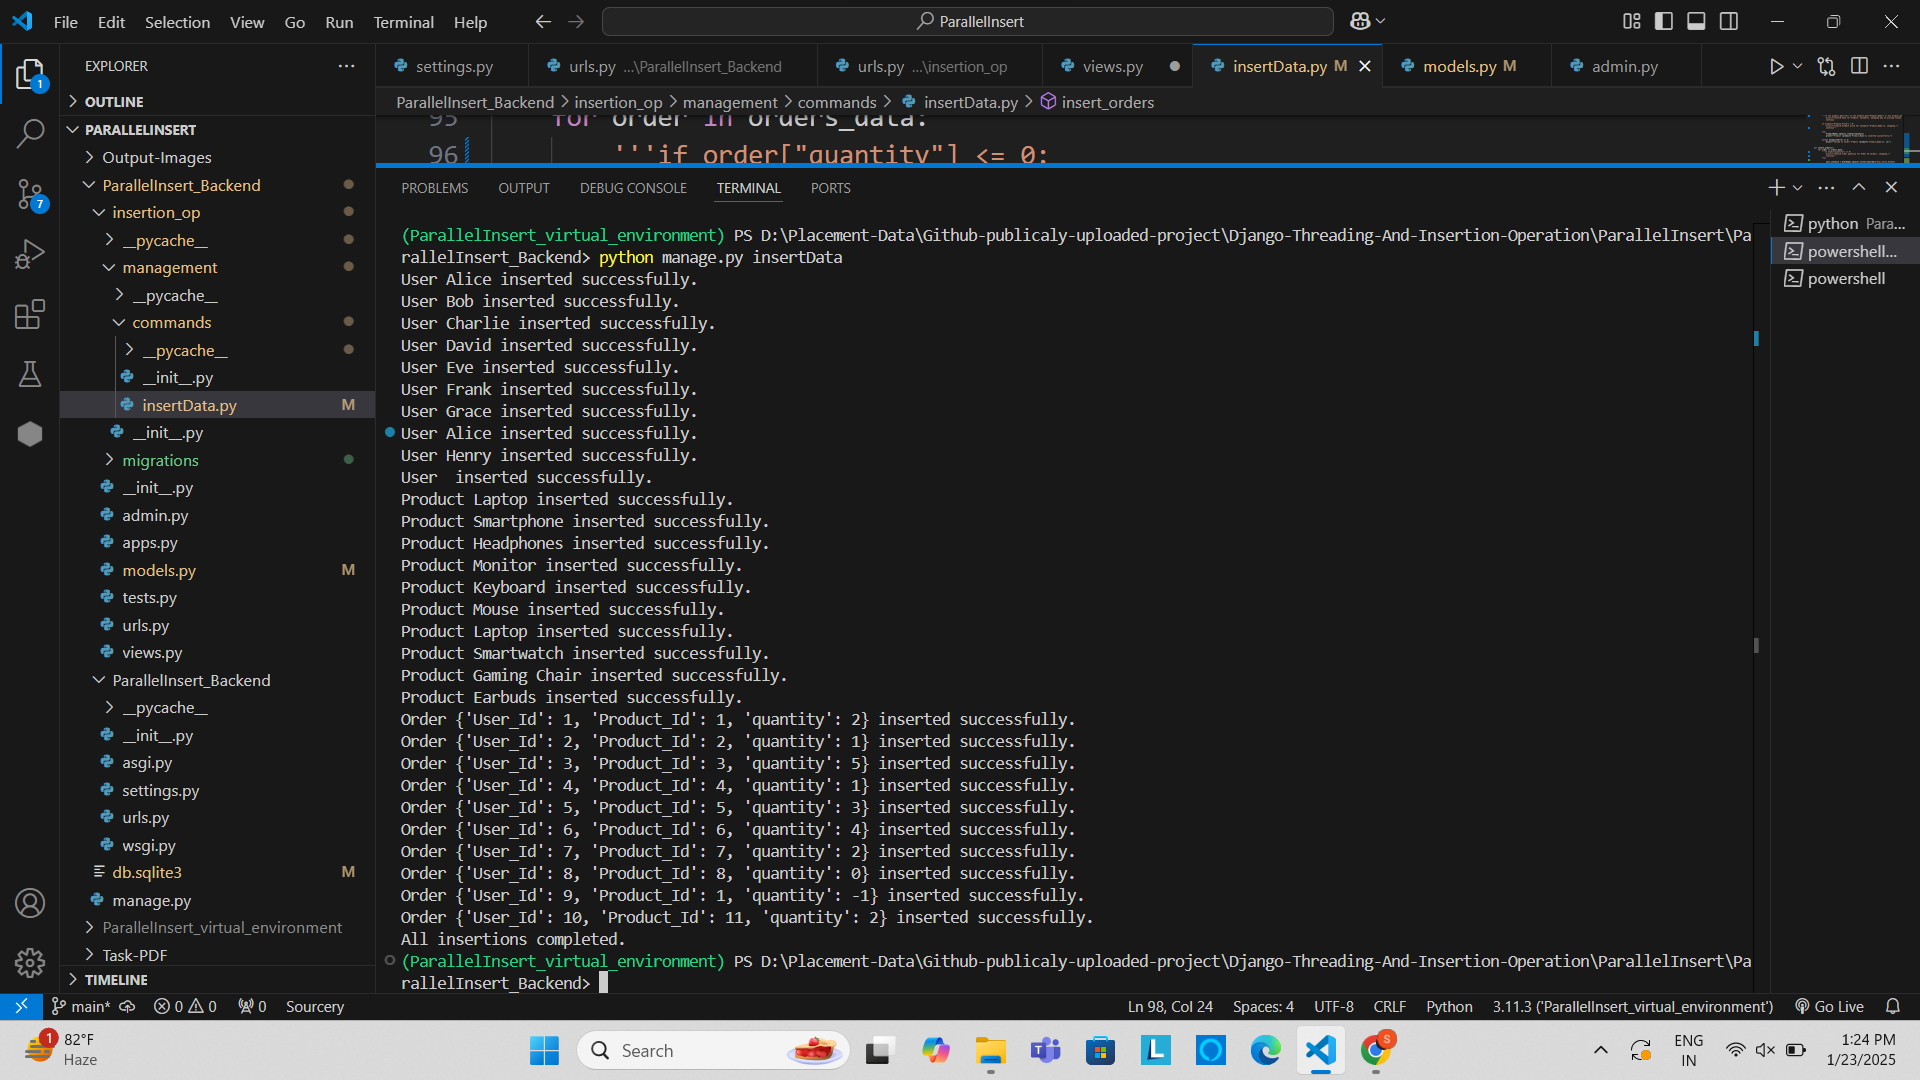 File Edit Selection View Go Run Terminal Help
ParallelInsert
EXPLORER
OUTLINE
PARALLELINSERT
Output-Images
ParallelInsert_Backend
insertion_op
__pycache__
management
__pycache__
commands
__pycache__
__init__.py
insertData.py M
__init__.py
migrations
__init__.py
admin.py
apps.py
models.py M
tests.py
urls.py
views.py
ParallelInsert_Backend
__pycache__
__init__.py
asgi.py
settings.py
urls.py
wsgi.py
db.sqlite3 M
manage.py
ParallelInsert_virtual_environment
Task-PDF
TIMELINE
1
7
settings.py urls.py ...\ParallelInsert_Backend urls.py ...\insertion_op views.py insertData.py M models.py M admin.py
ParallelInsert_Backend > insertion_op > management > commands > insertData.py > insert_orders
95 for order in orders_data:
96 '''if order["quantity"] <= 0:
PROBLEMS OUTPUT DEBUG CONSOLE TERMINAL PORTS
(ParallelInsert_virtual_environment) PS D:\Placement-Data\Github-publicaly-uploaded-project\Django-Threading-And-Insertion-Operation\ParallelInsert\Pa
rallelInsert_Backend> python manage.py insertData
User Alice inserted successfully.
User Bob inserted successfully.
User Charlie inserted successfully.
User David inserted successfully.
User Eve inserted successfully.
User Frank inserted successfully.
User Grace inserted successfully.
User Alice inserted successfully.
User Henry inserted successfully.
User  inserted successfully.
Product Laptop inserted successfully.
Product Smartphone inserted successfully.
Product Headphones inserted successfully.
Product Monitor inserted successfully.
Product Keyboard inserted successfully.
Product Mouse inserted successfully.
Product Laptop inserted successfully.
Product Smartwatch inserted successfully.
Product Gaming Chair inserted successfully.
Product Earbuds inserted successfully.
Order {'User_Id': 1, 'Product_Id': 1, 'quantity': 2} inserted successfully.
Order {'User_Id': 2, 'Product_Id': 2, 'quantity': 1} inserted successfully.
Order {'User_Id': 3, 'Product_Id': 3, 'quantity': 5} inserted successfully.
Order {'User_Id': 4, 'Product_Id': 4, 'quantity': 1} inserted successfully.
Order {'User_Id': 5, 'Product_Id': 5, 'quantity': 3} inserted successfully.
Order {'User_Id': 6, 'Product_Id': 6, 'quantity': 4} inserted successfully.
Order {'User_Id': 7, 'Product_Id': 7, 'quantity': 2} inserted successfully.
Order {'User_Id': 8, 'Product_Id': 8, 'quantity': 0} inserted successfully.
Order {'User_Id': 9, 'Product_Id': 1, 'quantity': -1} inserted successfully.
Order {'User_Id': 10, 'Product_Id': 11, 'quantity': 2} inserted successfully.
All insertions completed.
(ParallelInsert_virtual_environment) PS D:\Placement-Data\Github-publicaly-uploaded-project\Django-Threading-And-Insertion-Operation\ParallelInsert\Pa
rallelInsert_Backend>
python Para...
powershell...
powershell
main* 0 0 0 Sourcery Ln 98, Col 24 Spaces: 4 UTF-8 CRLF Python 3.11.3 ('ParallelInsert_virtual_environment') Go Live
1 82°F
Haze
Search
L
S
ENG
IN
1:24 PM
1/23/2025